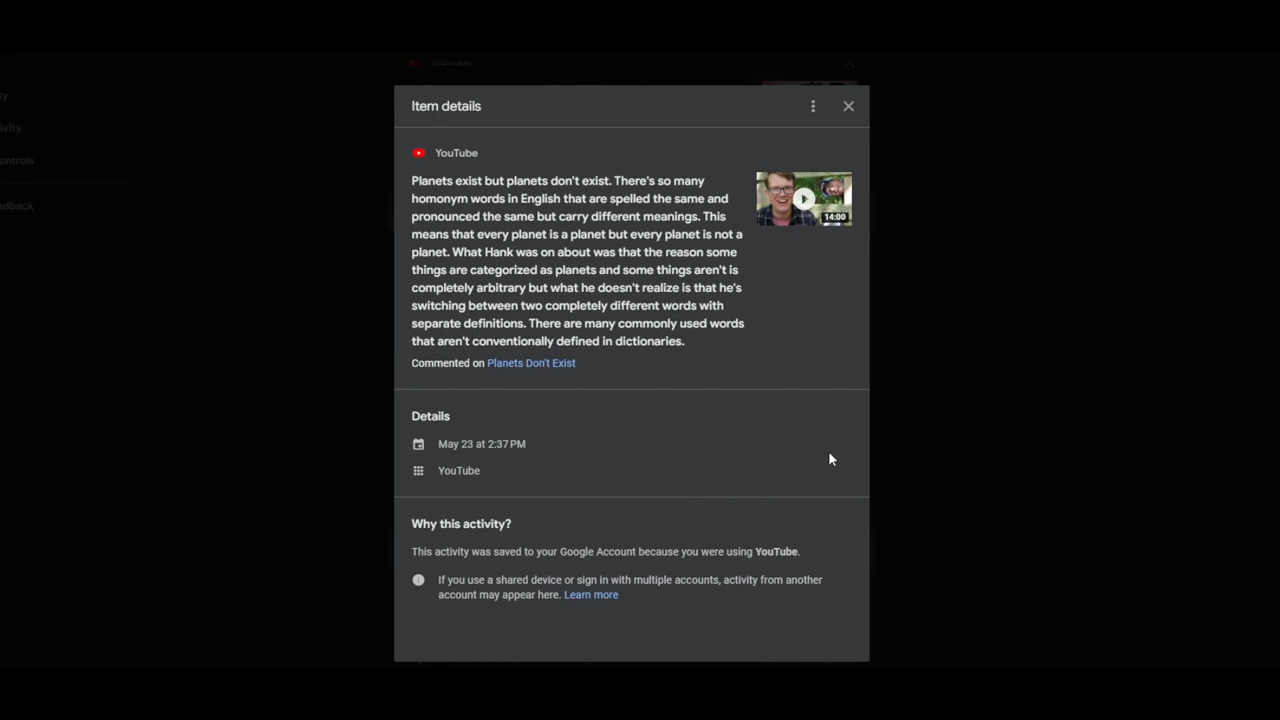 YouTube
ty
ivity
ontrols
edback
Item details
YouTube
Planets exist but planets don't exist. There's so many
homonym words in English that are spelled the same and
pronounced the same but carry different meanings. This
means that every planet is a planet but every planet is not a
planet. What Hank was on about was that the reason some
things are categorized as planets and some things aren't is
completely arbitrary but what he doesn't realize is that he's
switching between two completely different words with
separate definitions. There are many commonly used words
that aren't conventionally defined in dictionaries.
14:00
Commented on Planets Don't Exist
Details
May 23 at 2:37 PM
YouTube
Why this activity?
This activity was saved to your Google Account because you were using YouTube.
If you use a shared device or sign in with multiple accounts, activity from another
account may appear here. Learn more